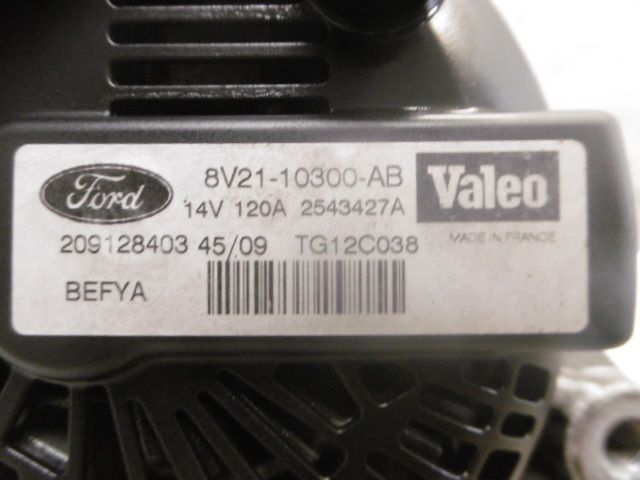 Ford 8V21-10300-AB Valeo
14V 120A 2543427A
209128403 45/09 TG12C038 MADE IN FRANCE
BEFYA